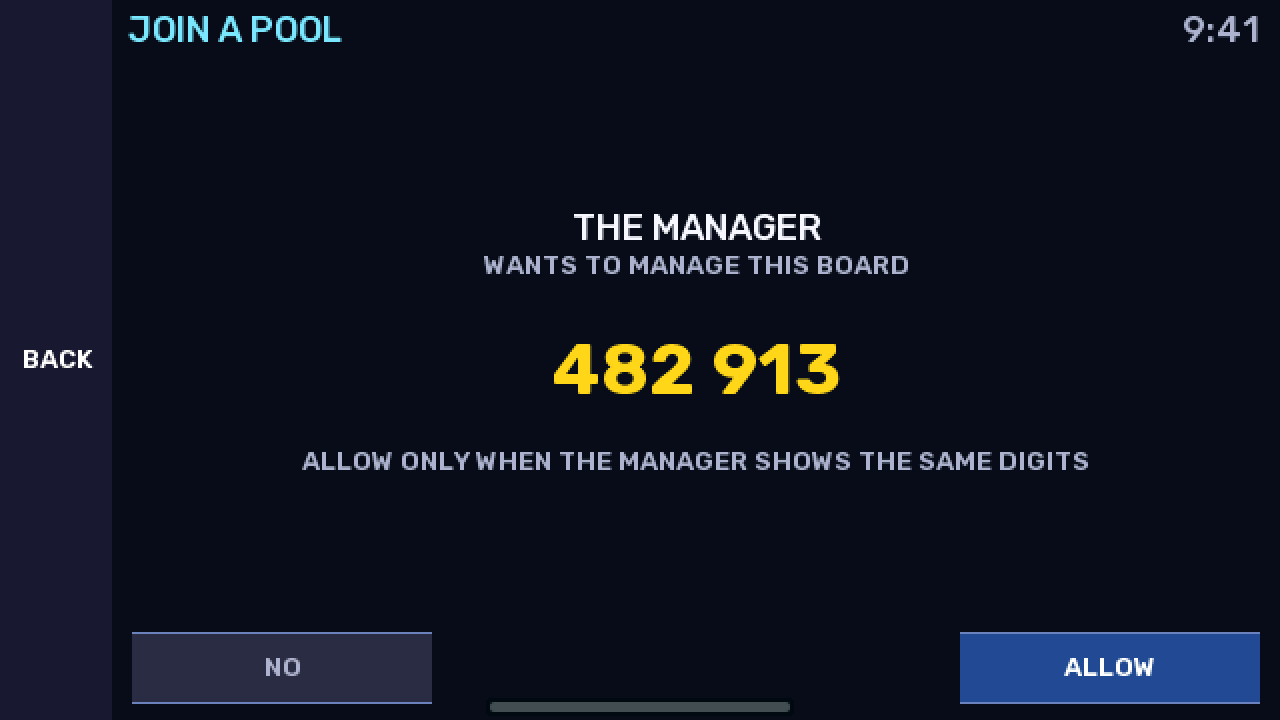 JOIN A POOL
9:41
THE MANAGER
WANTS TO MANAGE THIS BOARD
BACK
482 913
ALLOW ONLY WHEN THE MANAGER SHOWS THE SAME DIGITS
NO
ALLOW